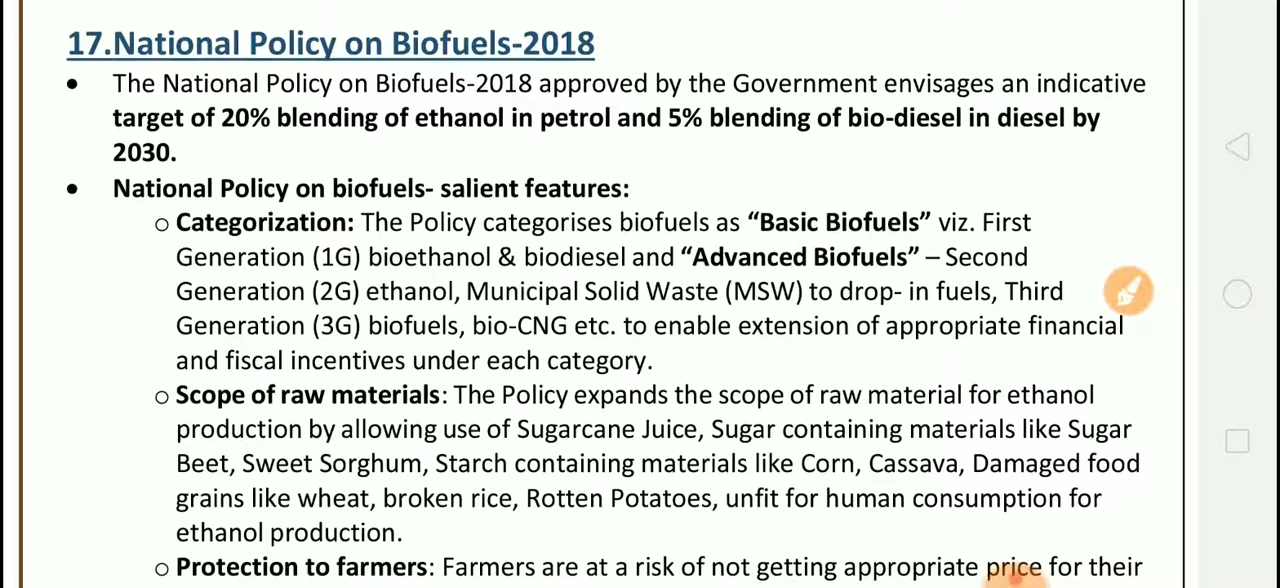 17.National Policy on Biofuels-2018
• The National Policy on Biofuels-2018 approved by the Government envisages an indicative
target of 20% blending of ethanol in petrol and 5% blending of bio-diesel in diesel by
2030.
• National Policy on biofuels- salient features:
o Categorization: The Policy categorises biofuels as “Basic Biofuels” viz. First
Generation (1G) bioethanol & biodiesel and “Advanced Biofuels” – Second
Generation (2G) ethanol, Municipal Solid Waste (MSW) to drop- in fuels, Third
Generation (3G) biofuels, bio-CNG etc. to enable extension of appropriate financial
and fiscal incentives under each category.
o Scope of raw materials: The Policy expands the scope of raw material for ethanol
production by allowing use of Sugarcane Juice, Sugar containing materials like Sugar
Beet, Sweet Sorghum, Starch containing materials like Corn, Cassava, Damaged food
grains like wheat, broken rice, Rotten Potatoes, unfit for human consumption for
ethanol production.
o Protection to farmers: Farmers are at a risk of not getting appropriate price for their